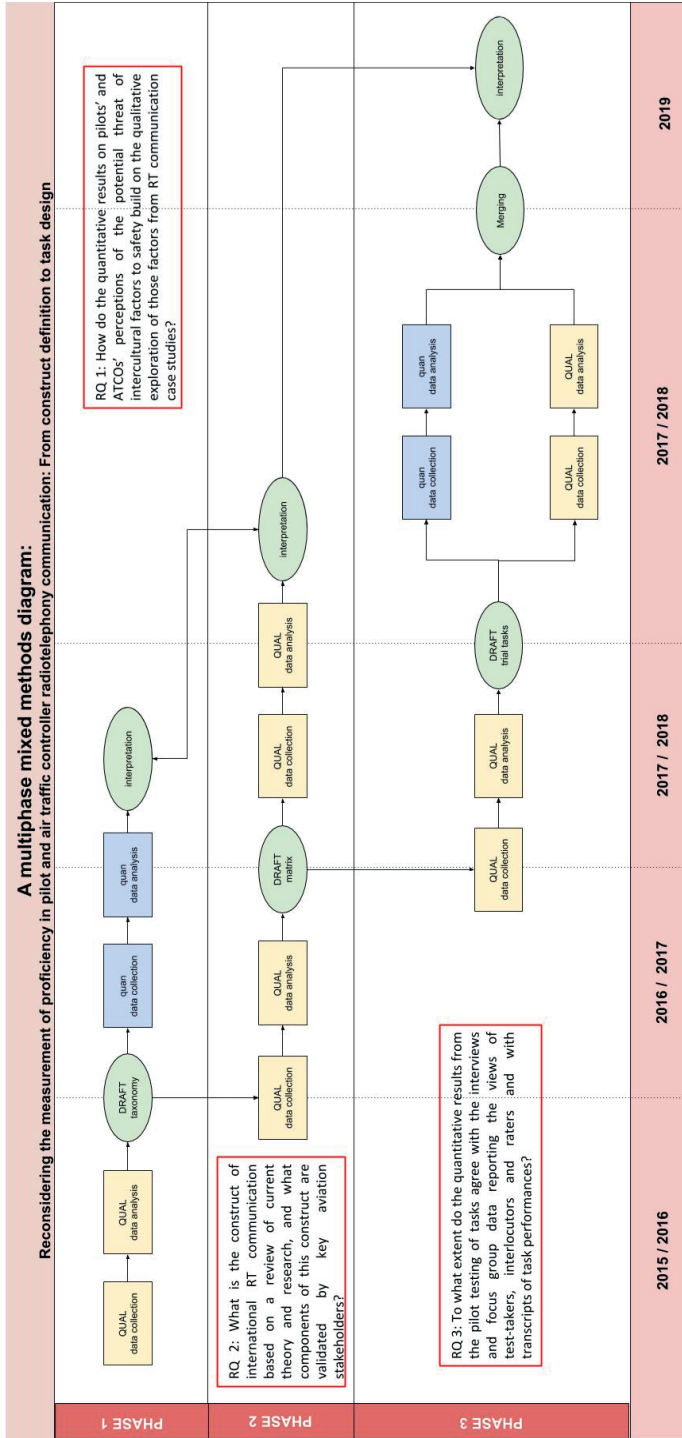 A multiphase mixed methods diagram:
Reconsidering the measurement of proficiency in pilot and air traffic controller radiotelephony communication: From construct definition to task design
PHASE 1
QUAL
data collection
QUAL
data analysis
DRAFT
taxonomy
quan
data collection
quan
data analysis
interpretation
RQ 1: How do the quantitative results on pilots' and
ATCOs' perceptions of the potential threat of
intercultural factors to safety build on the qualitative
exploration of those factors from RT communication
case studies?
PHASE 2
RQ 2: What is the construct of
international RT communication
based on a review of current
theory and research, and what
components of this construct are
validated by key aviation
stakeholders?
QUAL
data collection
QUAL
data analysis
DRAFT
matrix
QUAL
data collection
QUAL
data analysis
interpretation
PHASE 3
RQ 3: To what extent do the quantitative results from
the pilot testing of tasks agree with the interviews
and focus group data reporting the views of
test-takers, interlocutors and raters and with
transcripts of task performances?
QUAL
data collection
QUAL
data analysis
DRAFT
trial tasks
quan
data collection
quan
data analysis
QUAL
data collection
QUAL
data analysis
Merging
interpretation
2015 / 2016
2016 / 2017
2017 / 2018
2017 / 2018
2019